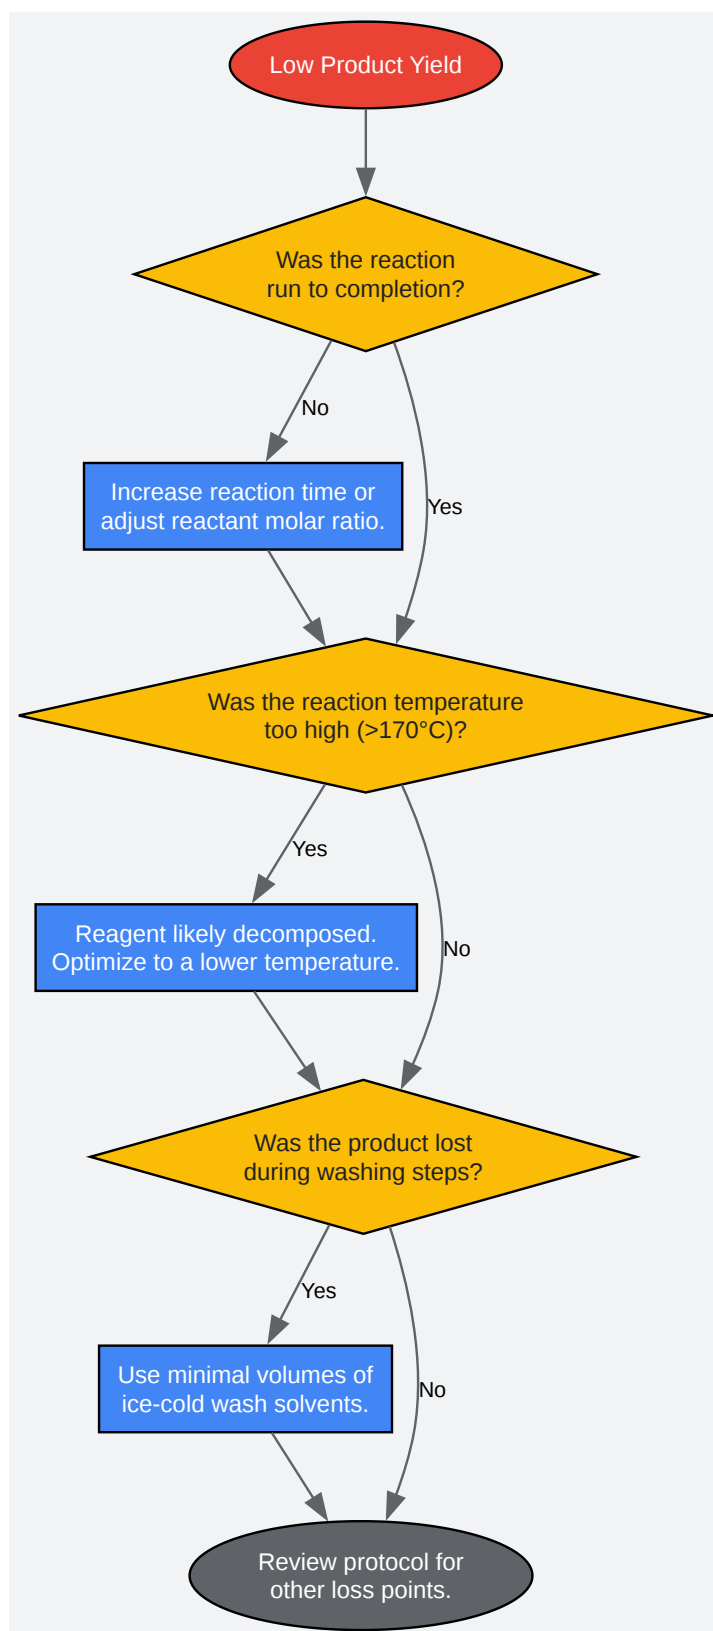 Low Product Yield
Was the reaction
run to completion?
No
Increase reaction time or
adjust reactant molar ratio.
Yes
Was the reaction temperature
too high (>170°C)?
Yes
Reagent likely decomposed.
Optimize to a lower temperature.
No
Was the product lost
during washing steps?
Yes
Use minimal volumes of
ice-cold wash solvents.
No
Review protocol for
other loss points.